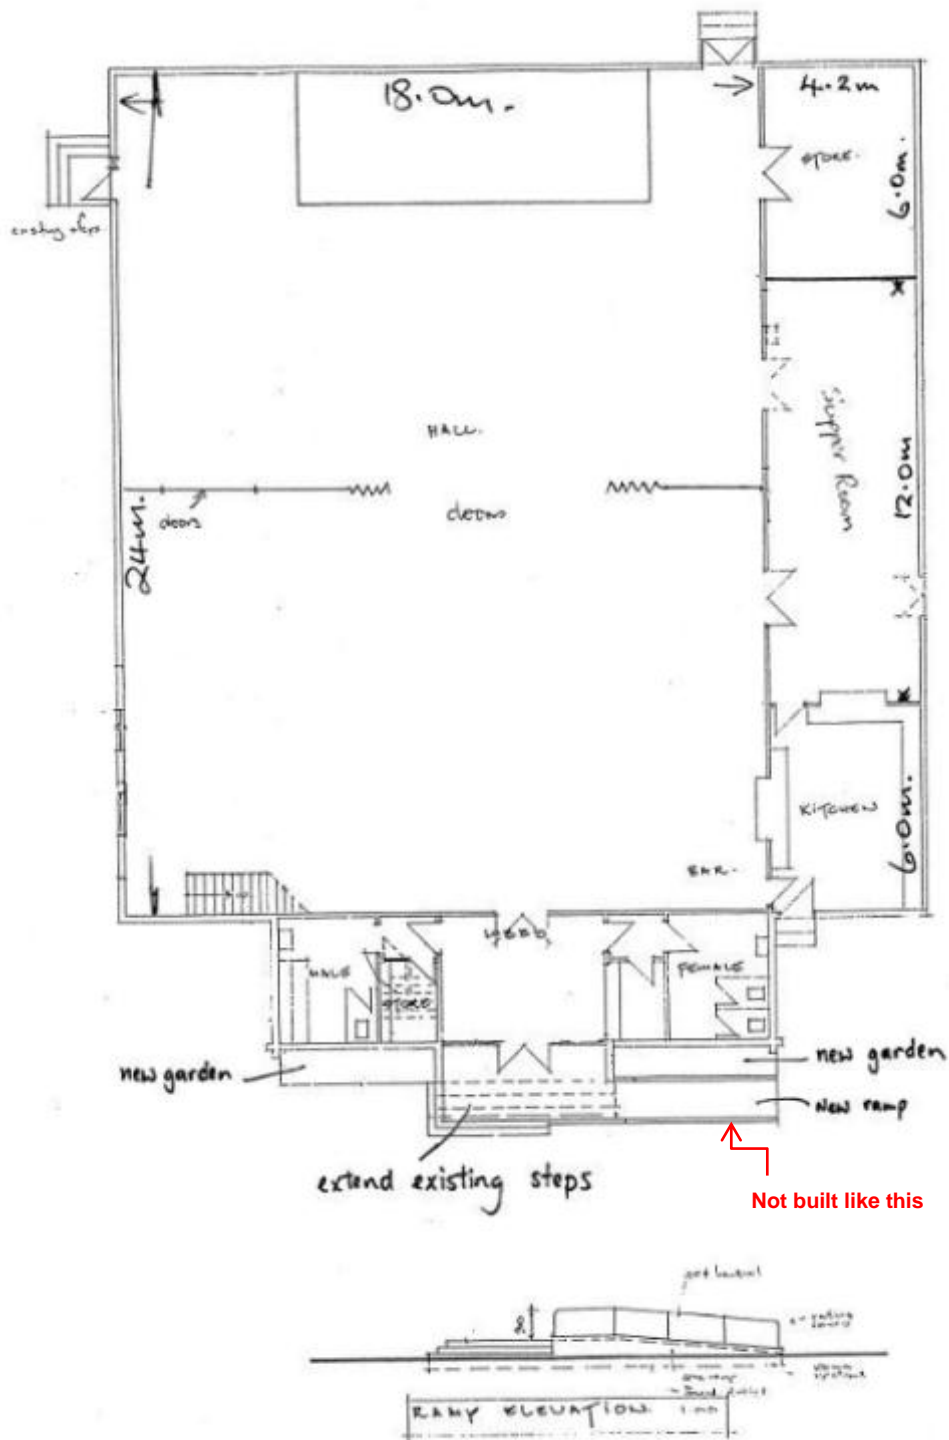 18.0m.
4.2m
STORE.
6.0m.
existing steps
HALL.
Supper Room
12.0m
doors
doors
24m.
KITCHEN
6.0m.
BAR.
MALE
STORE
FEMALE
new garden
new garden
New ramp
extend existing steps
Not built like this
RAMP ELEVATION